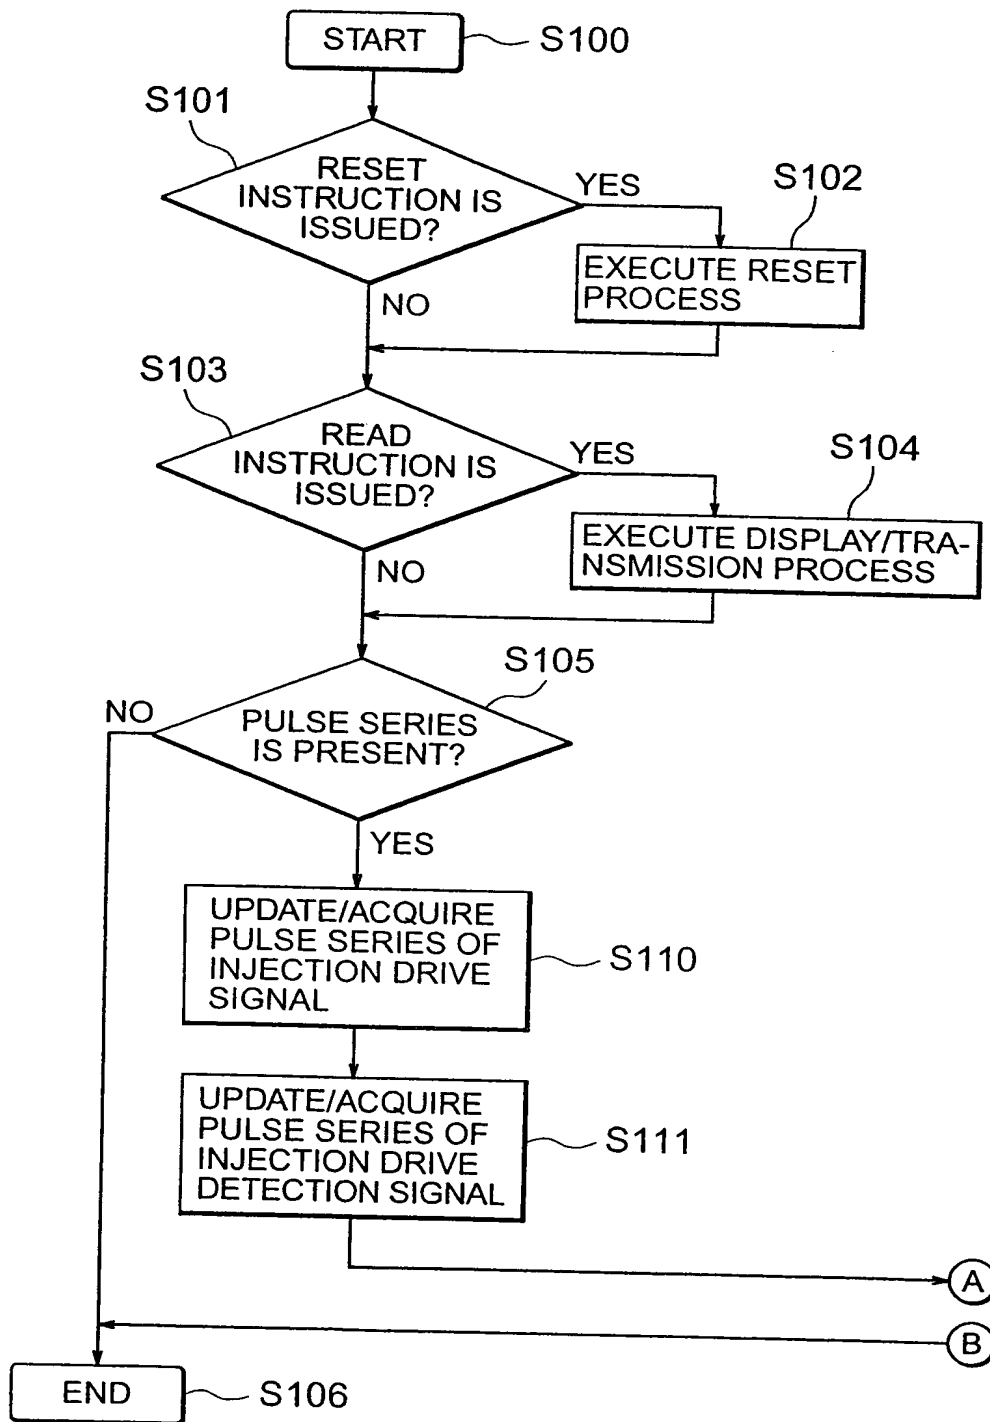 START
S100
S101
RESET
INSTRUCTION IS
ISSUED?
YES
S102
EXECUTE RESET
PROCESS
NO
S103
READ
INSTRUCTION IS
ISSUED?
YES
S104
EXECUTE DISPLAY/TRA-
NSMISSION PROCESS
NO
S105
NO
PULSE SERIES
IS PRESENT?
YES
UPDATE/ACQUIRE
PULSE SERIES OF
INJECTION DRIVE
SIGNAL
S110
UPDATE/ACQUIRE
PULSE SERIES OF
INJECTION DRIVE
DETECTION SIGNAL
S111
A
B
END
S106